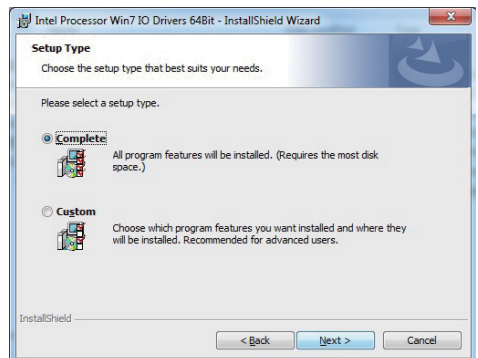 Intel Processor Win7 IO Drivers 64Bit - InstallShield Wizard
Setup Type
Choose the setup type that best suits your needs.
Please select a setup type.
Complete
All program features will be installed. (Requires the most disk
space.)
Custom
Choose which program features you want installed and where they
will be installed. Recommended for advanced users.
InstallShield
< Back Next > Cancel